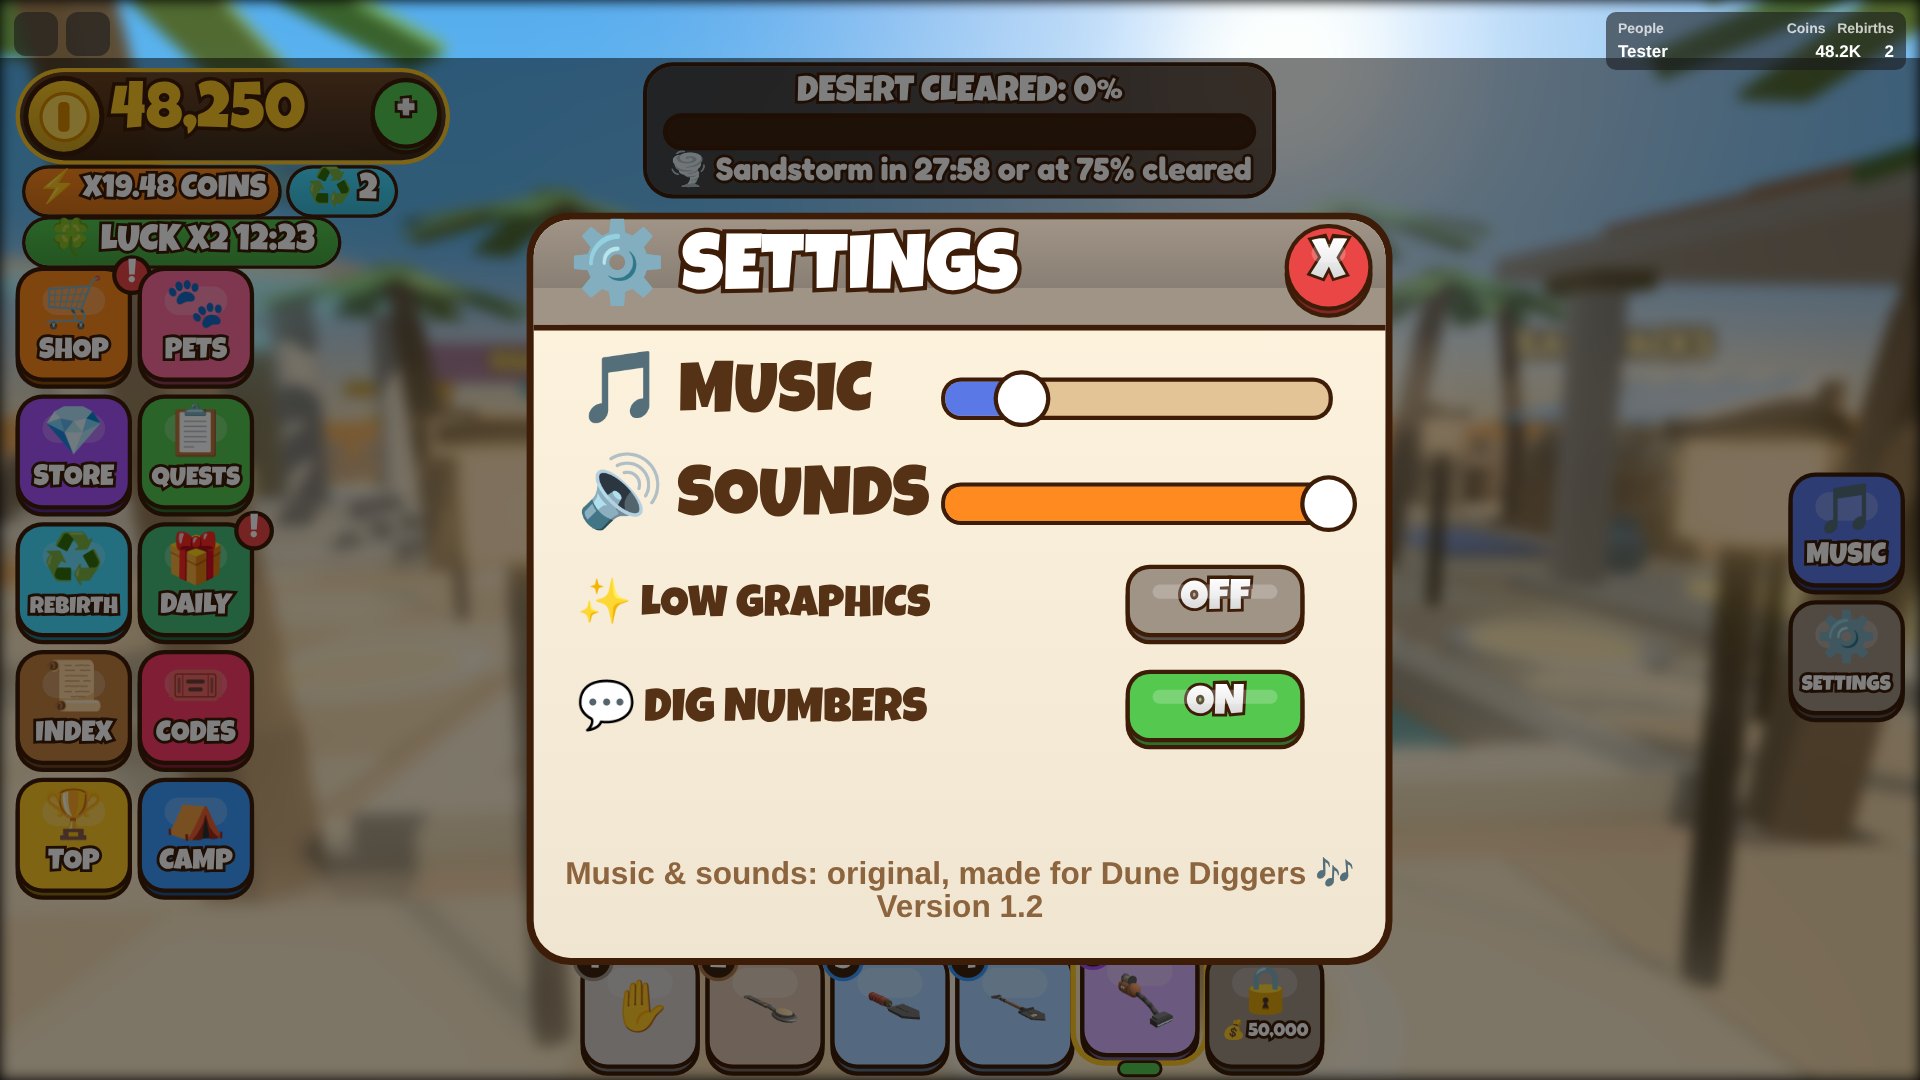 People Coins Rebirths
Tester 48.2K 2
48,250
+
X19.48 COINS
2
LUCK X2 12:23
DESERT CLEARED: 0%
Sandstorm in 27:58 or at 75% cleared
!
SHOP
PETS
STORE
QUESTS
!
REBIRTH
DAILY
INDEX
CODES
TOP
CAMP
SETTINGS
X
MUSIC
SOUNDS
LOW GRAPHICS
OFF
DIG NUMBERS
ON
Music & sounds: original, made for Dune Diggers
Version 1.2
MUSIC
SETTINGS
50,000